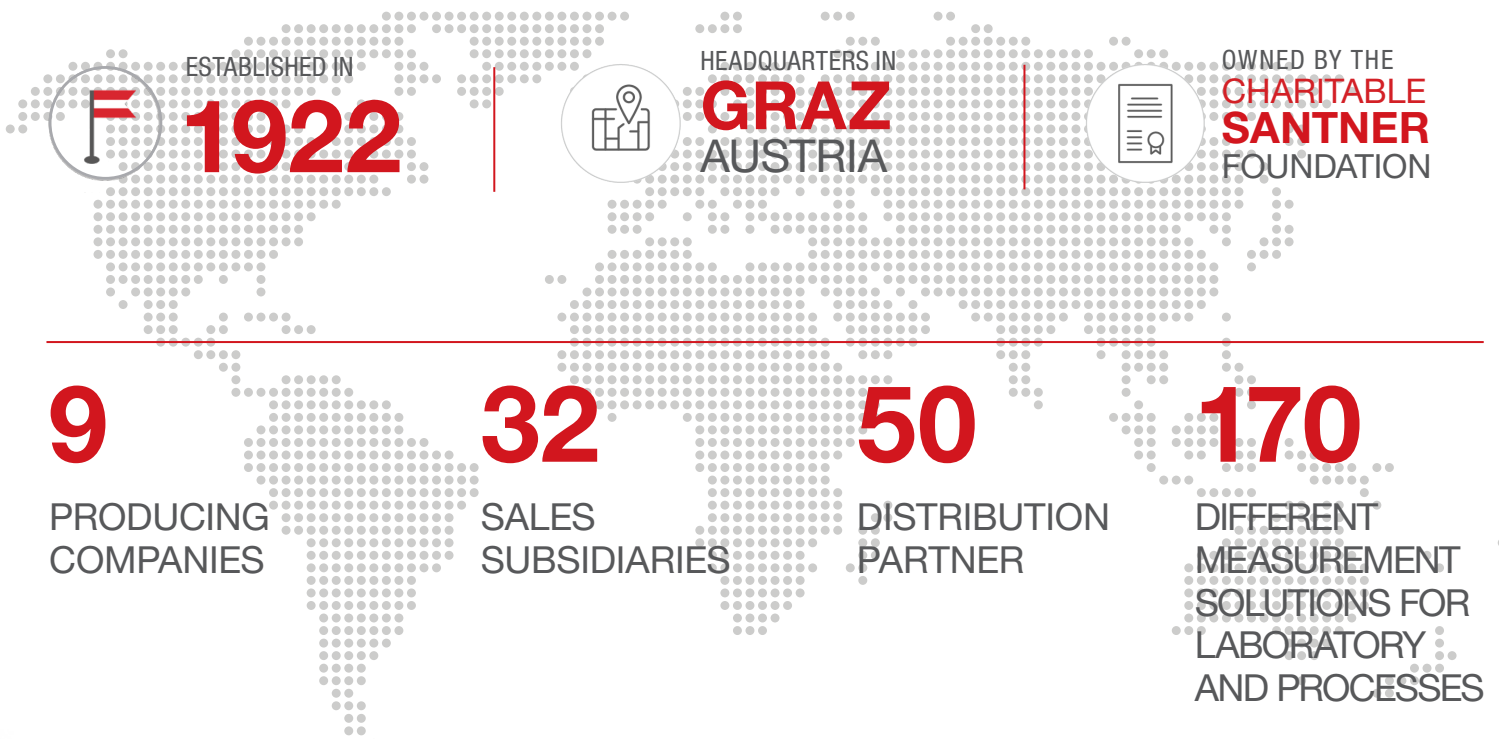 ESTABLISHED IN
1922
HEADQUARTERS IN
GRAZ
AUSTRIA
OWNED BY THE
CHARITABLE
SANTNER
FOUNDATION
9
PRODUCING
COMPANIES
32
SALES
SUBSIDIARIES
50
DISTRIBUTION
PARTNER
170
DIFFERENT
MEASUREMENT
SOLUTIONS FOR
LABORATORY
AND PROCESSES